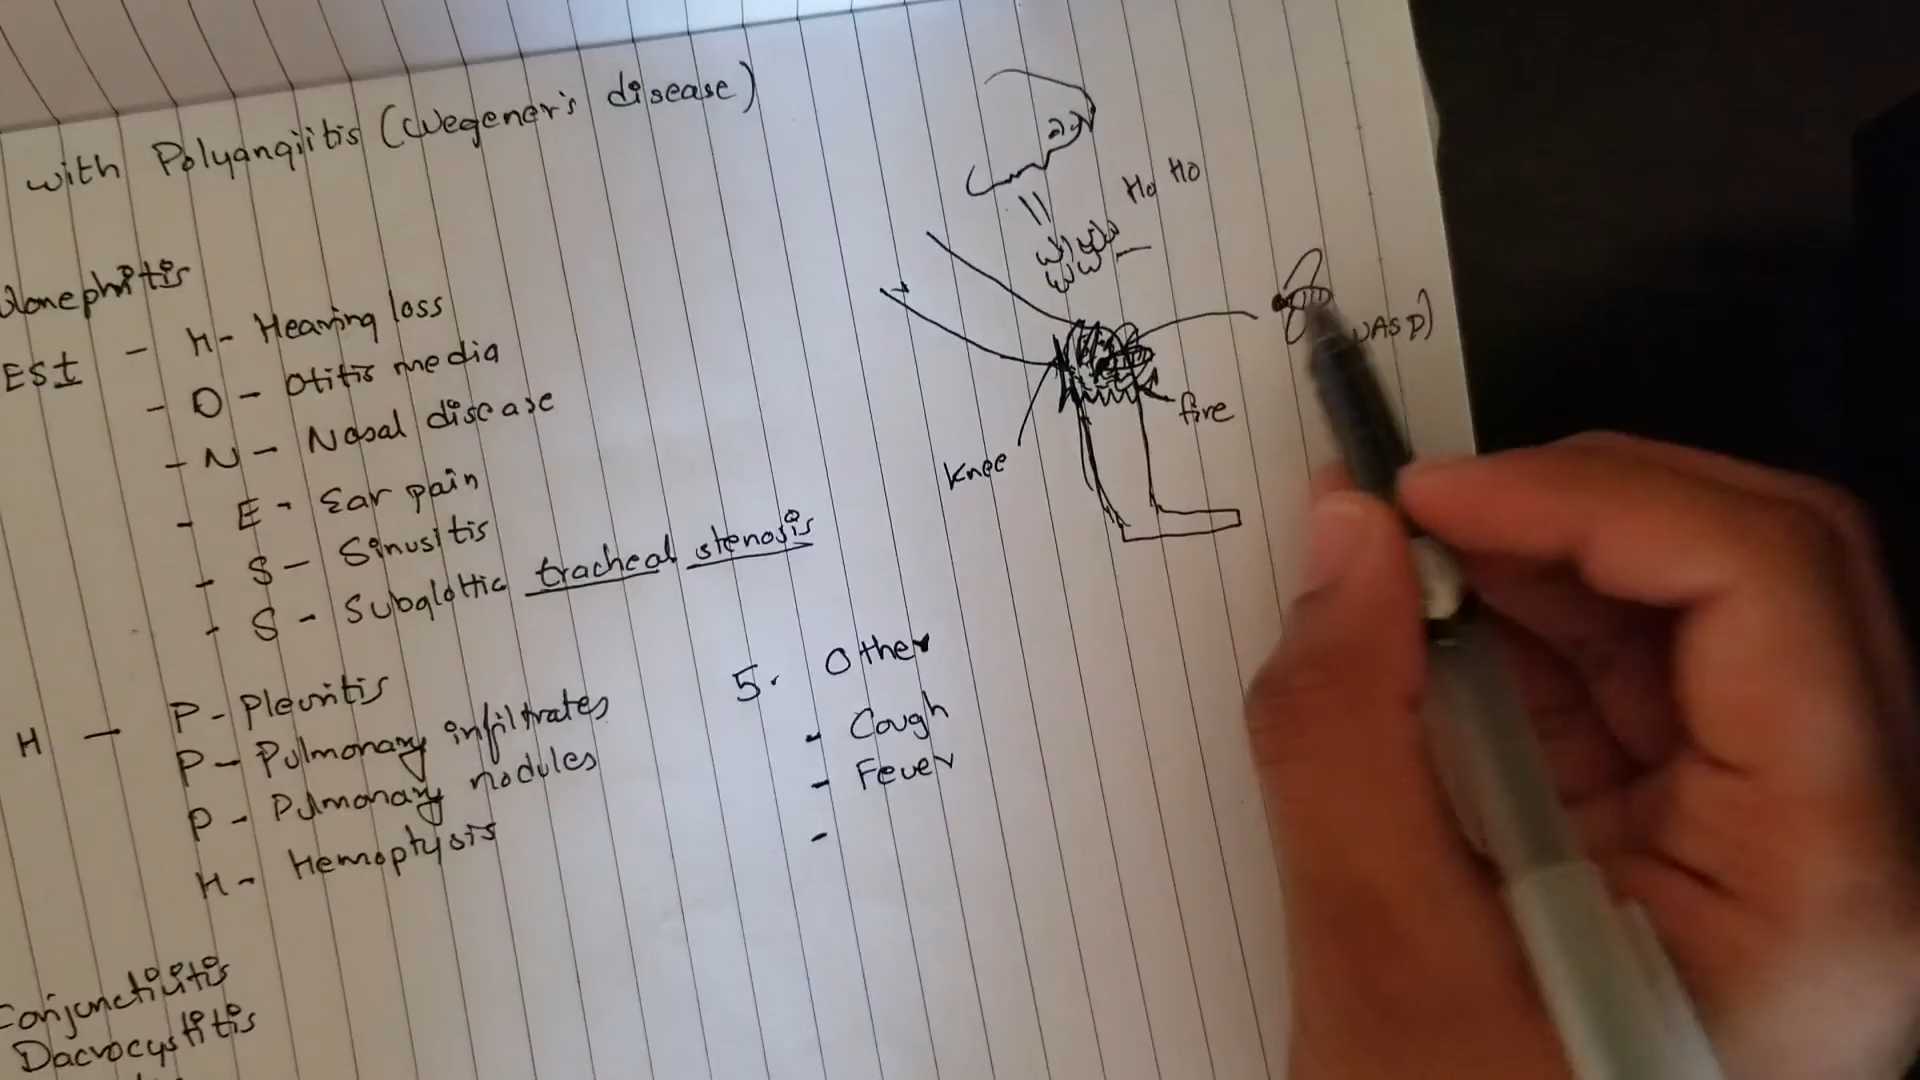 with Polyangiitis (Wegener's disease)
lonephritis
EST - H - Hearing loss
- O - Otitis media
- N - Nasal disease
- E - Ear pain
- S - Sinusitis
- S - Subglottic tracheal stenosis
H - P - Pleuritis
P - Pulmonary infiltrates
P - Pulmonary nodules
H - Hemoptysis
Conjunctivitis
Dacrocystitis
5. Other
- Cough
- Fever
-
Ho Ho
WASP)
fire
Knee